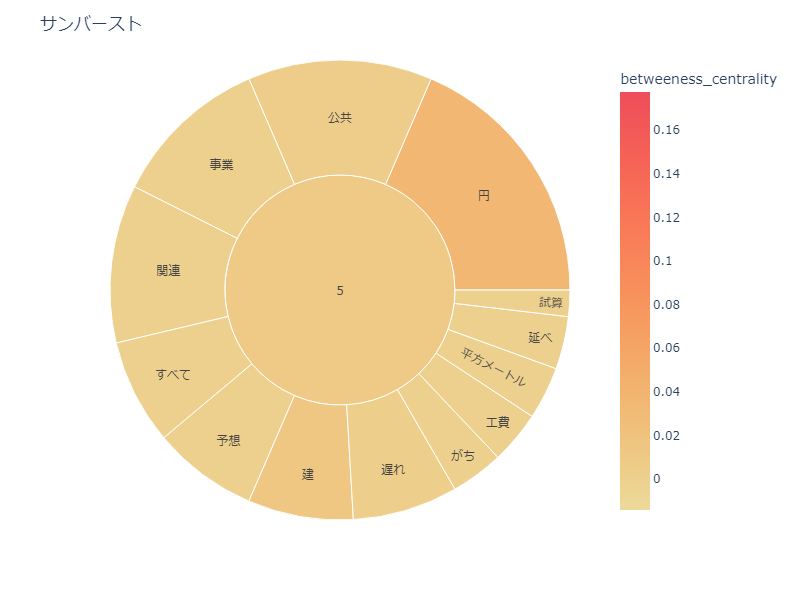 サンバースト
betweeness_centrality
公共
円
事業
関連
5
すべて
予想
建
遅れ
がち
工費
平方メートル
延べ
試算
0.16
0.14
0.12
0.1
0.08
0.06
0.04
0.02
0